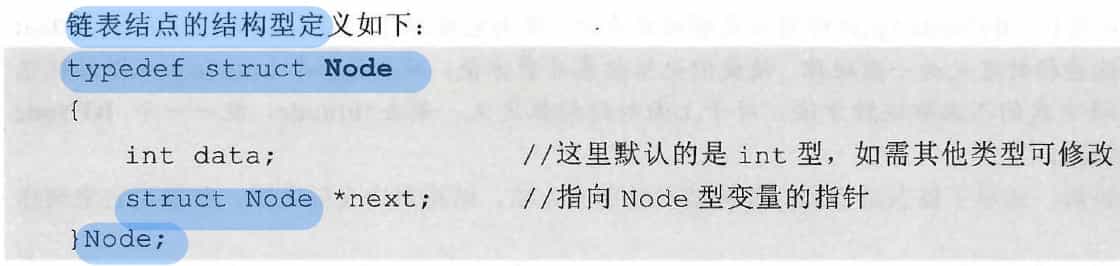 链表结点的结构型定义如下：
typedef struct Node
{
int data; //这里默认的是 int 型，如需其他类型可修改
struct Node *next; //指向 Node 型变量的指针
}Node;